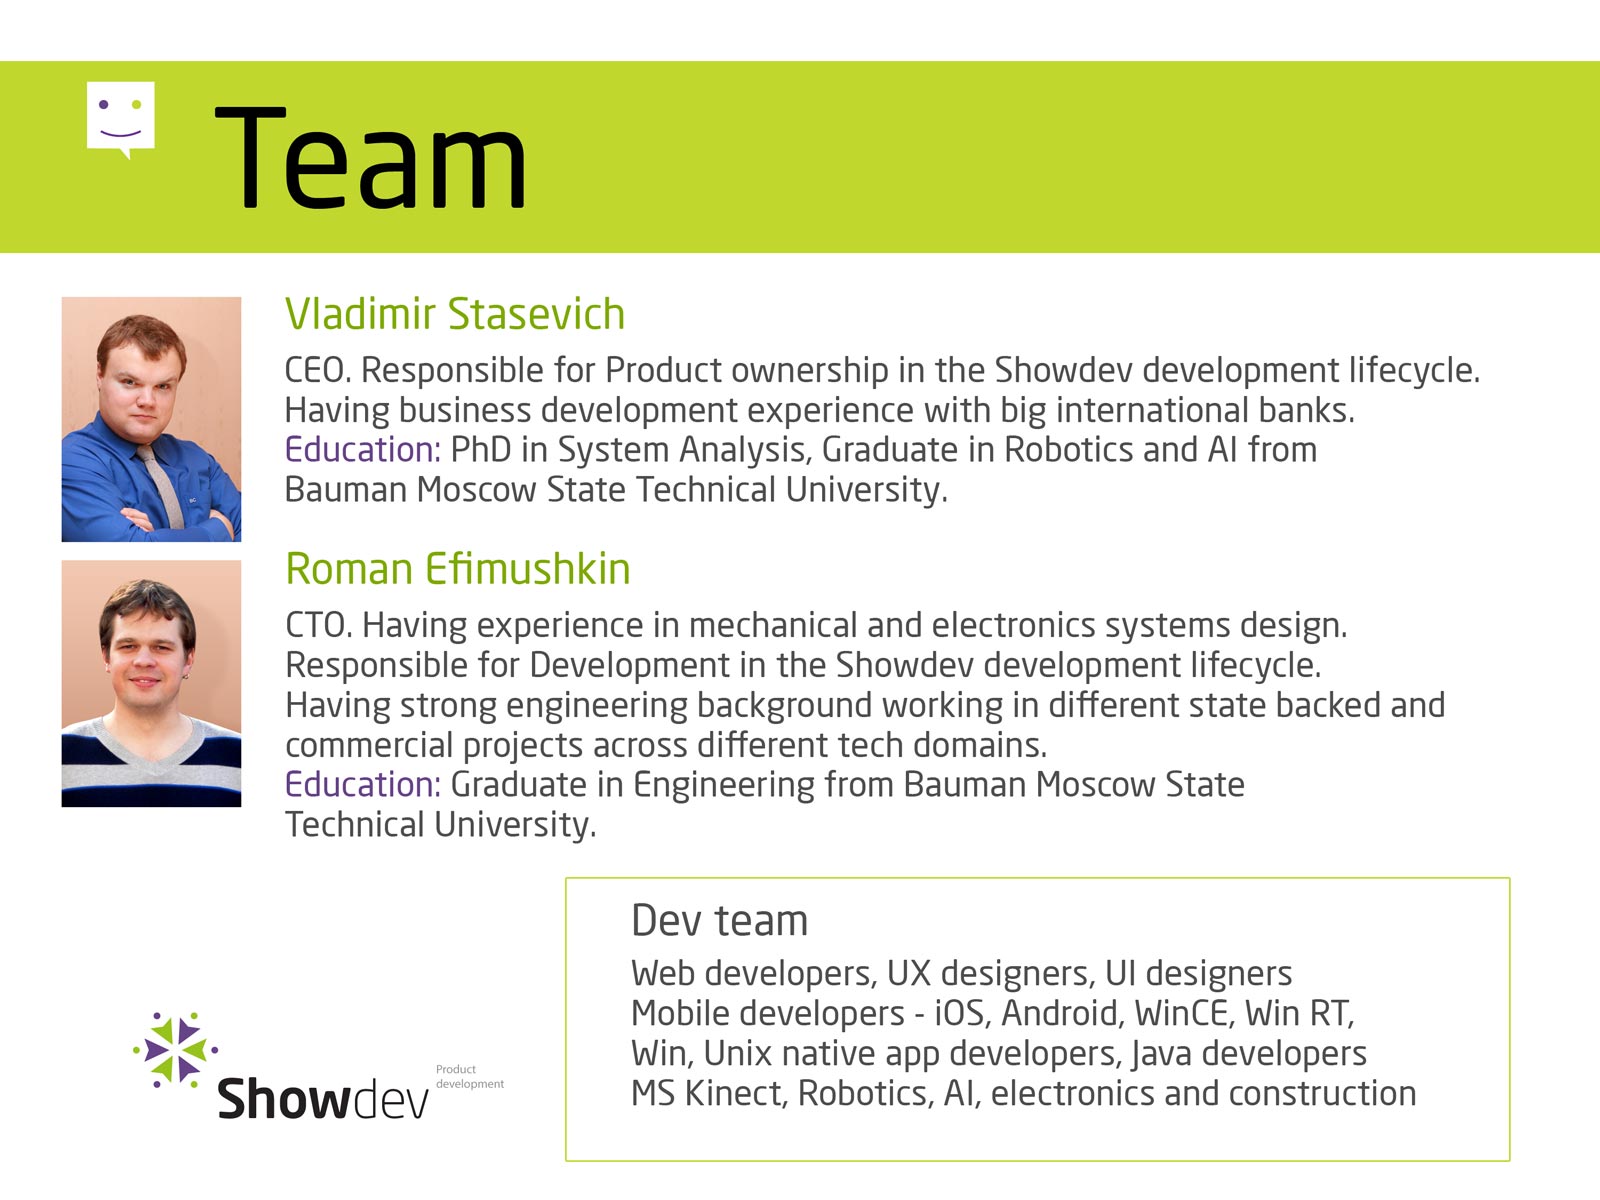 Team
Vladimir Stasevich
CEO. Responsible for Product ownership in the Showdev development lifecycle.
Having business development experience with big international banks.
Education: PhD in System Analysis, Graduate in Robotics and AI from
Bauman Moscow State Technical University.
Roman Efimushkin
CTO. Having experience in mechanical and electronics systems design.
Responsible for Development in the Showdev development lifecycle.
Having strong engineering background working in different state backed and
commercial projects across different tech domains.
Education: Graduate in Engineering from Bauman Moscow State
Technical University.
Dev team
Web developers, UX designers, UI designers
Mobile developers - iOS, Android, WinCE, Win RT,
Win, Unix native app developers, Java developers
MS Kinect, Robotics, AI, electronics and construction
Showdev
Product
development